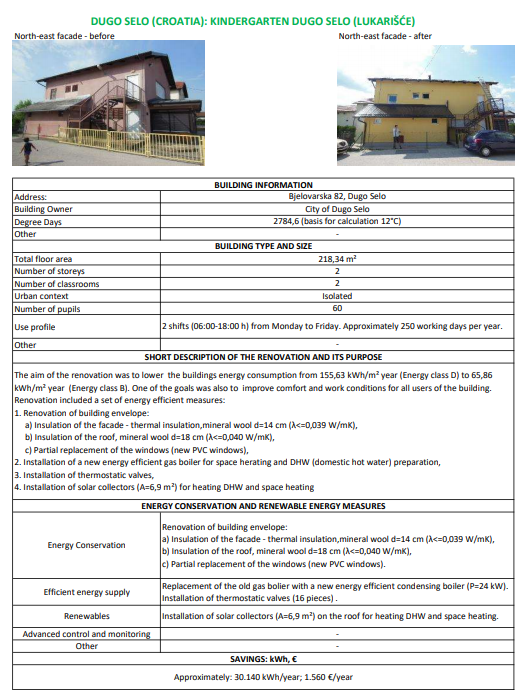 DUGO SELO (CROATIA): KINDERGARTEN DUGO SELO (LUKARIŠĆE)
North-east facade - before
North-east facade - after
BUILDING INFORMATION
Address: Bjelovarska 82, Dugo Selo
Building Owner City of Dugo Selo
Degree Days 2784,6 (basis for calculation 12°C)
Other -
BUILDING TYPE AND SIZE
Total floor area 218,34 m²
Number of storeys 2
Number of classrooms 2
Urban context Isolated
Number of pupils 60
Use profile 2 shifts (06:00-18:00 h) from Monday to Friday. Approximately 250 working days per year.
Other -
SHORT DESCRIPTION OF THE RENOVATION AND ITS PURPOSE
The aim of the renovation was to lower the buildings energy consumption from 155,63 kWh/m² year (Energy class D) to 65,86
kWh/m² year (Energy class B). One of the goals was also to improve comfort and work conditions for all users of the building.
Renovation included a set of energy efficient measures:
1. Renovation of building envelope:
a) Insulation of the facade - thermal insulation,mineral wool d=14 cm (λ<=0,039 W/mK),
b) Insulation of the roof, mineral wool d=18 cm (λ<=0,040 W/mK),
c) Partial replacement of the windows (new PVC windows),
2. Installation of a new energy efficient gas boiler for space herating and DHW (domestic hot water) preparation,
3. Installation of thermostatic valves,
4. Installation of solar collectors (A=6,9 m²) for heating DHW and space heating
ENERGY CONSERVATION AND RENEWABLE ENERGY MEASURES
Energy Conservation
Renovation of building envelope:
a) Insulation of the facade - thermal insulation,mineral wool d=14 cm (λ<=0,039 W/mK),
b) Insulation of the roof, mineral wool d=18 cm (λ<=0,040 W/mK),
c) Partial replacement of the windows (new PVC windows).
Efficient energy supply
Replacement of the old gas bolier with a new energy efficient condensing boiler (P=24 kW).
Installation of thermostatic valves (16 pieces) .
Renewables Installation of solar collectors (A=6,9 m²) on the roof for heating DHW and space heating.
Advanced control and monitoring -
Other -
SAVINGS: kWh, €
Approximately: 30.140 kWh/year; 1.560 €/year